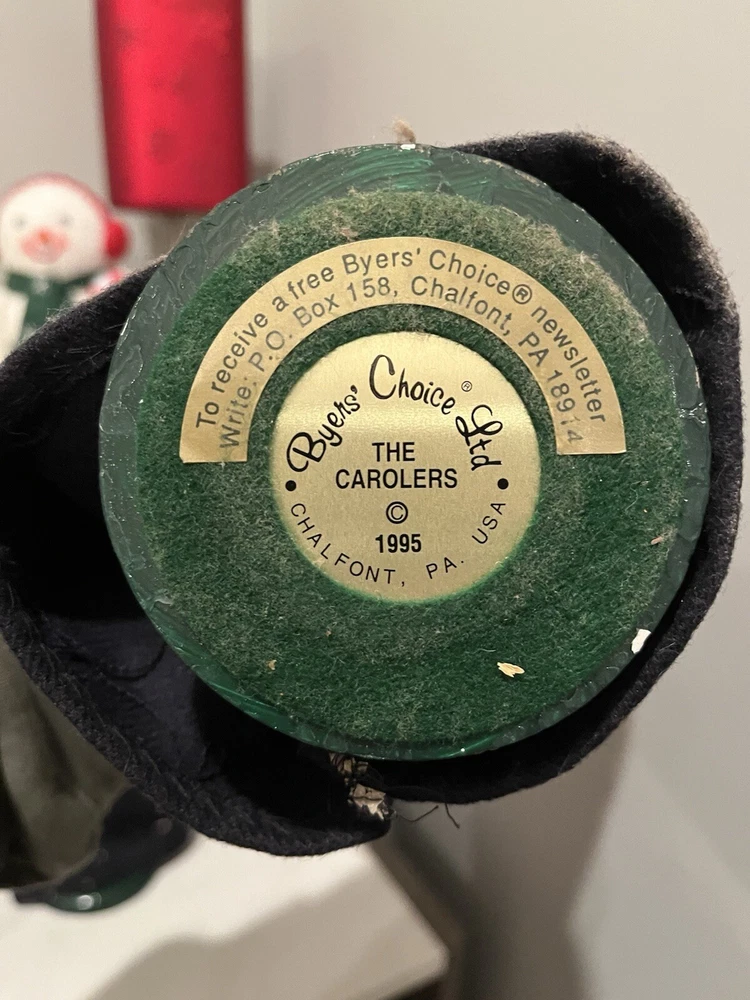 To receive a free Byers' Choice® newsletter
Write: P.O. Box 158, Chalfont, PA 18914
Byers' Choice® Ltd
THE
CAROLERS
©
1995
• CHALFONT, PA. USA •